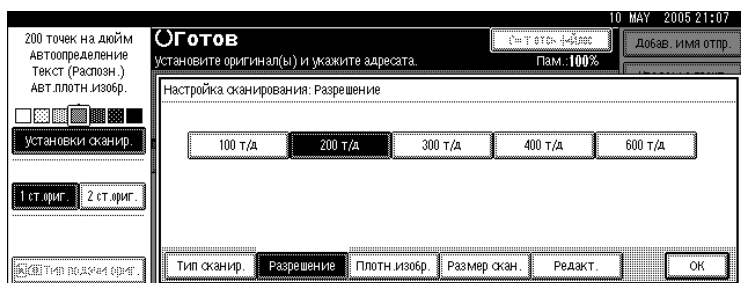 10 MAY 2005 21:07
200 точек на дюйм
Автоопределение
Текст (Распозн.)
Авт.плотн.изобр.
Установки сканир.
1 ст.ориг.
2 ст.ориг.
Тип подачи ориг.
Готов
Установите оригинал(ы) и укажите адресата.
Пам.:100%
Добав. имя отпр.
Настройка сканирования: Разрешение
100 т/д
200 т/д
300 т/д
400 т/д
600 т/д
Тип сканир.
Разрешение
Плотн.изобр.
Размер скан.
Редакт.
OK